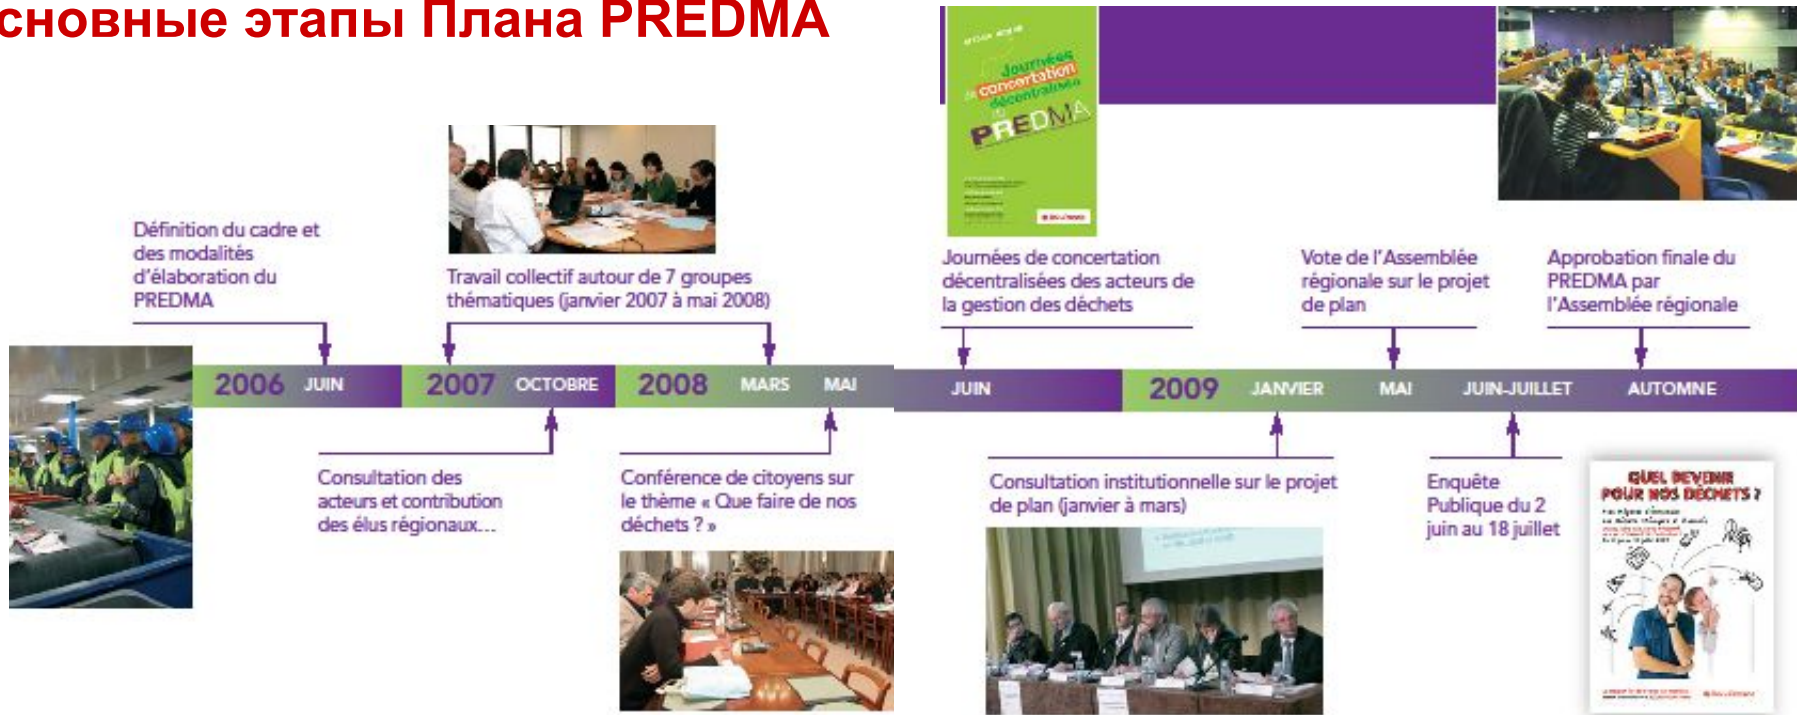 сновные этапы Плана PREDMA
Journées
de concertation
décentralisée
PREDMA
Définition du cadre et
des modalités
d'élaboration du
PREDMA
Travail collectif autour de 7 groupes
thématiques (janvier 2007 à mai 2008)
Journées de concertation
décentralisées des acteurs de
la gestion des déchets
Vote de l'Assemblée
régionale sur le projet
de plan
Approbation finale du
PREDMA par
l'Assemblée régionale
2006 JUIN 2007 OCTOBRE 2008 MARS MAI JUIN 2009 JANVIER MAI JUIN-JUILLET AUTOMNE
Consultation des
acteurs et contribution
des élus régionaux...
Conférence de citoyens sur
le thème « Que faire de nos
déchets ? »
Consultation institutionnelle sur le projet
de plan (janvier à mars)
Enquête
Publique du 2
juin au 18 juillet
QUEL DEVENIR
POUR NOS DÉCHETS ?